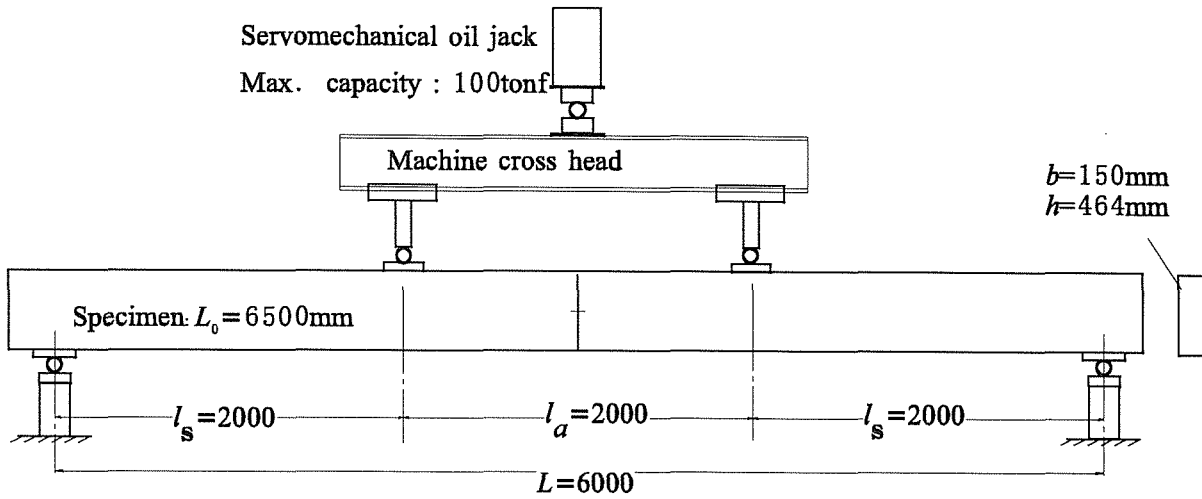 Servomechanical oil jack
Max. capacity : 100tonf
Machine cross head
b=150mm
h=464mm
Specimen: L₀=6500mm
lₛ=2000
lₐ=2000
lₛ=2000
L=6000